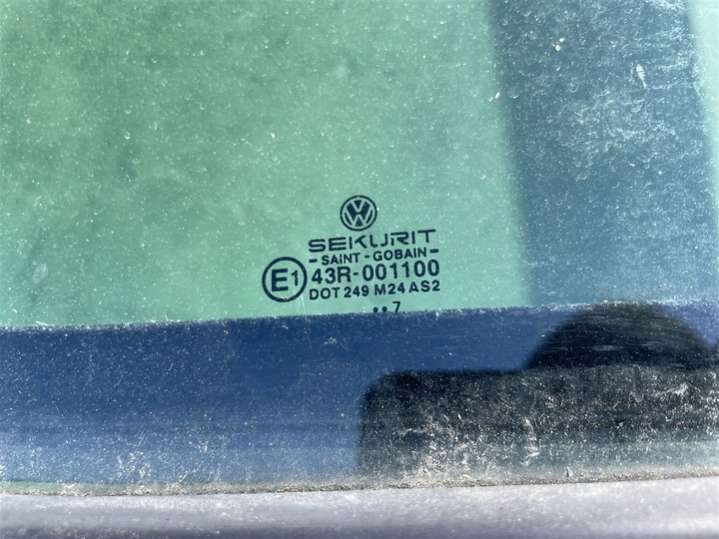 VW
SEKURIT
- SAINT - GOBAIN -
E1 43R-001100
DOT 249 M24 AS2
•• 7